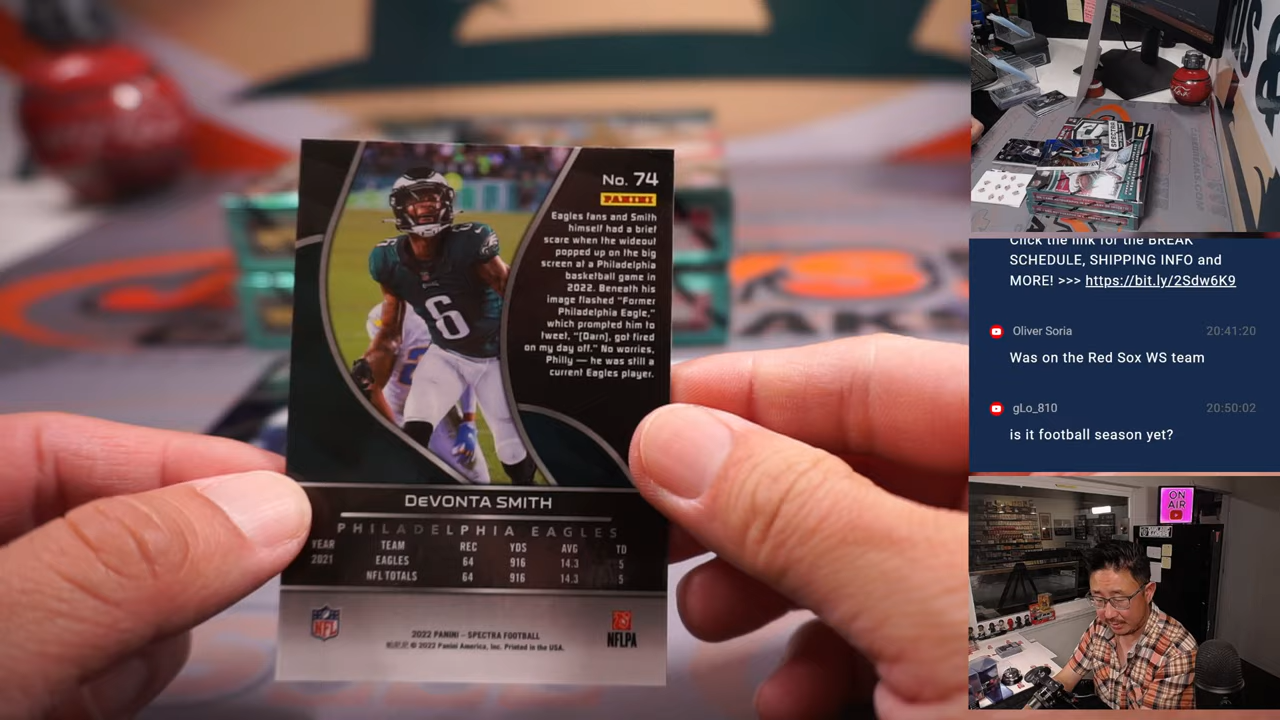 No. 74
PANINI
Eagles fans and Smith
himself had a brief
scare when the wideout
popped up on the big
screen at a Philadelphia
basketball game in
2022. Beneath his
image flashed "Former
Philadelphia Eagle,"
which prompted him to
tweet, "[Darn], got fired
on my day off." No worries,
Philly — he was still a
current Eagles player.
6
DeVONTA SMITH
PHILADELPHIA EAGLES
YEAR TEAM REC YDS AVG TD
2021 EAGLES 64 916 14.3 5
NFL TOTALS 64 916 14.3 5
NFL
NFLPA
2022 PANINI – SPECTRA FOOTBALL
© 2022 Panini America, Inc. Printed in the USA.
Click the link for the BREAK
SCHEDULE, SHIPPING INFO and
MORE! >>> https://bit.ly/2Sdw6K9
Oliver Soria 20:41:20
Was on the Red Sox WS team
gLo_810 20:50:02
is it football season yet?
ON
AIR